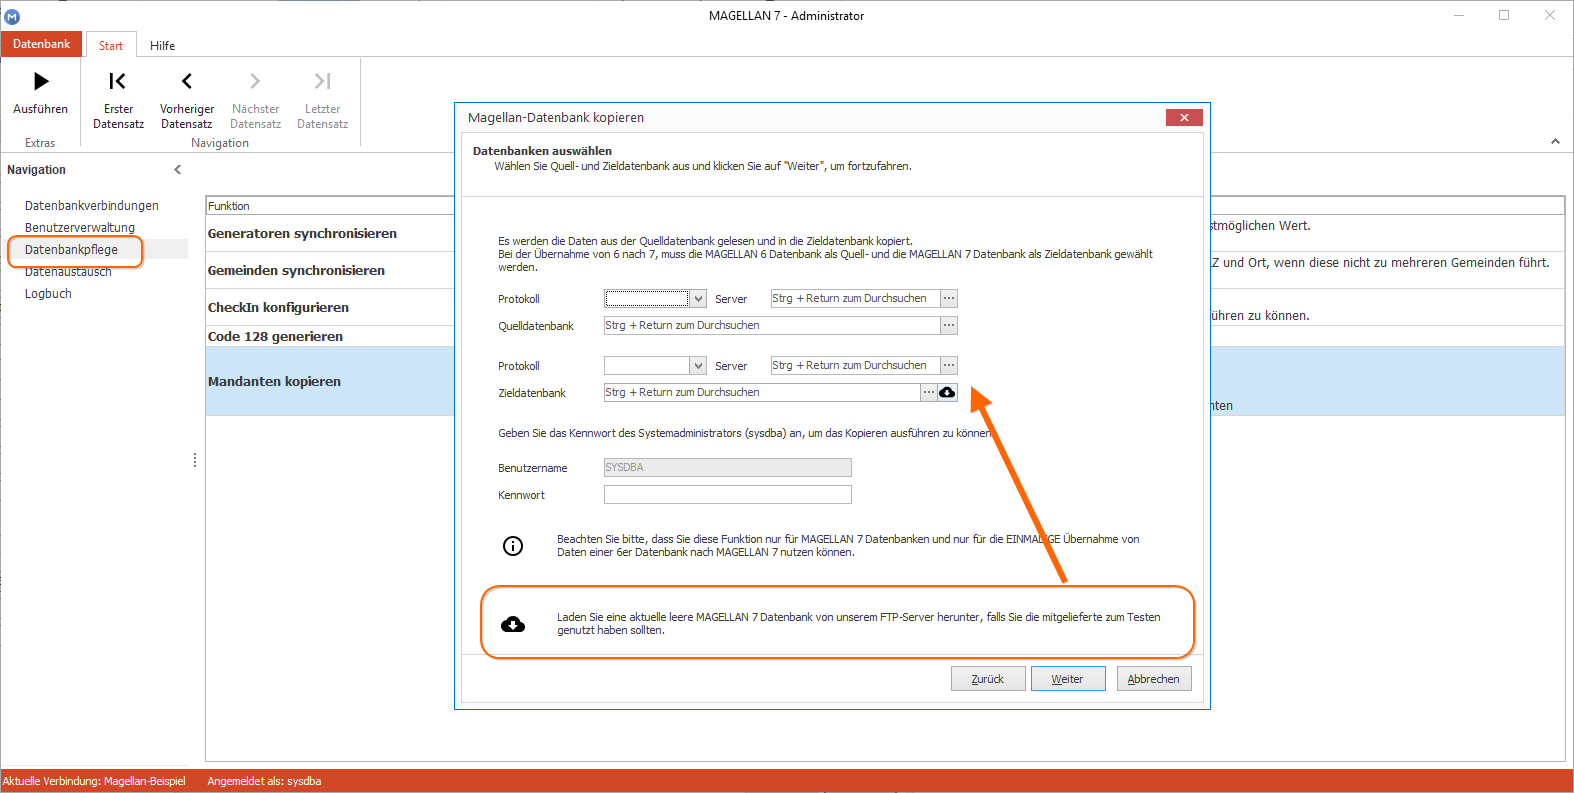 MAGELLAN 7 - Administrator
Datenbank Start Hilfe
Ausführen
Erster Datensatz
Vorheriger Datensatz
Nächster Datensatz
Letzter Datensatz
Extras
Navigation
Navigation
Datenbankverbindungen
Benutzerverwaltung
Datenbankpflege
Datenaustausch
Logbuch
Funktion
Generatoren synchronisieren
Gemeinden synchronisieren
CheckIn konfigurieren
Code 128 generieren
Mandanten kopieren
Magellan-Datenbank kopieren
Datenbanken auswählen
Wählen Sie Quell- und Zieldatenbank aus und klicken Sie auf "Weiter", um fortzufahren.
Es werden die Daten aus der Quelldatenbank gelesen und in die Zieldatenbank kopiert.
Bei der Übernahme von 6 nach 7, muss die MAGELLAN 6 Datenbank als Quell- und die MAGELLAN 7 Datenbank als Zieldatenbank gewählt
werden.
Protokoll Server Strg + Return zum Durchsuchen ...
Quelldatenbank Strg + Return zum Durchsuchen ...
Protokoll Server Strg + Return zum Durchsuchen ...
Zieldatenbank Strg + Return zum Durchsuchen ...
Geben Sie das Kennwort des Systemadministrators (sysdba) an, um das Kopieren ausführen zu können
Benutzername SYSDBA
Kennwort
Beachten Sie bitte, dass Sie diese Funktion nur für MAGELLAN 7 Datenbanken und nur für die EINMALIGE Übernahme von
Daten einer 6er Datenbank nach MAGELLAN 7 nutzen können.
Laden Sie eine aktuelle leere MAGELLAN 7 Datenbank von unserem FTP-Server herunter, falls Sie die mitgelieferte zum Testen
genutzt haben sollten.
Zurück Weiter Abbrechen
stmöglichen Wert.
LZ und Ort, wenn diese nicht zu mehreren Gemeinden führt.
ühren zu können.
nten
Aktuelle Verbindung: Magellan-Beispiel Angemeldet als: sysdba